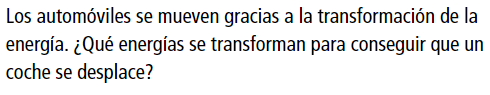 Los automóviles se mueven gracias a la transformación de la
energía. ¿Qué energías se transforman para conseguir que un
coche se desplace?